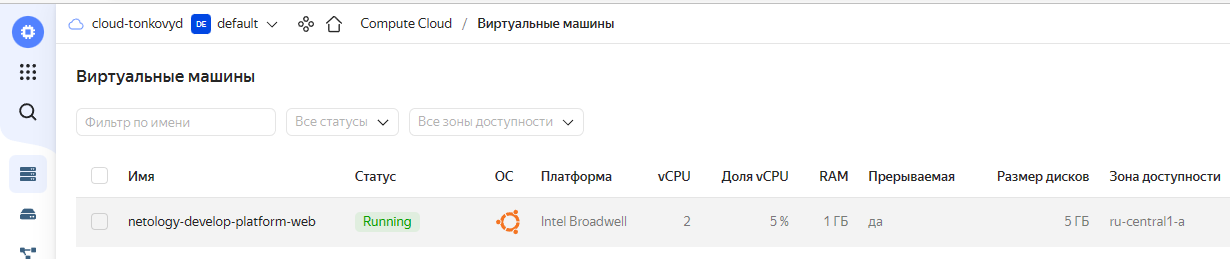 cloud-tonkovyd DE default Compute Cloud / Виртуальные машины
Виртуальные машины
Фильтр по имени Все статусы Все зоны доступности
Имя Статус ОС Платформа vCPU Доля vCPU RAM Прерываемая Размер дисков Зона доступности
netology-develop-platform-web Running Intel Broadwell 2 5 % 1 ГБ да 5 ГБ ru-central1-a